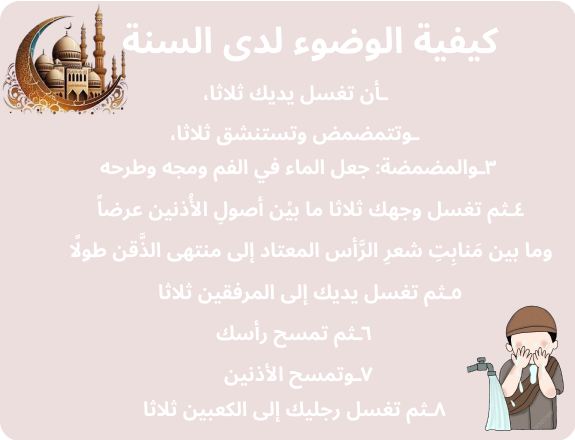 كيفية الوضوء لدى السنة
ـأن تغسل يديك ثلاثا،
ـوتتمضمض وتستنشق ثلاثا،
٣ـوالمضمضة: جعل الماء في الفم ومجه وطرحه
٤ـثم تغسل وجهك ثلاثا ما بيْن أصولِ الأُذنين عرضاً
وما بين مَنابِتِ شعرِ الرَّأس المعتاد إلى منتهى الذَّقن طولًا
٥ـثم تغسل يديك إلى المرفقين ثلاثا
٦ـثم تمسح رأسك
٧ـوتمسح الأذنين
٨ـثم تغسل رجليك إلى الكعبين ثلاثا